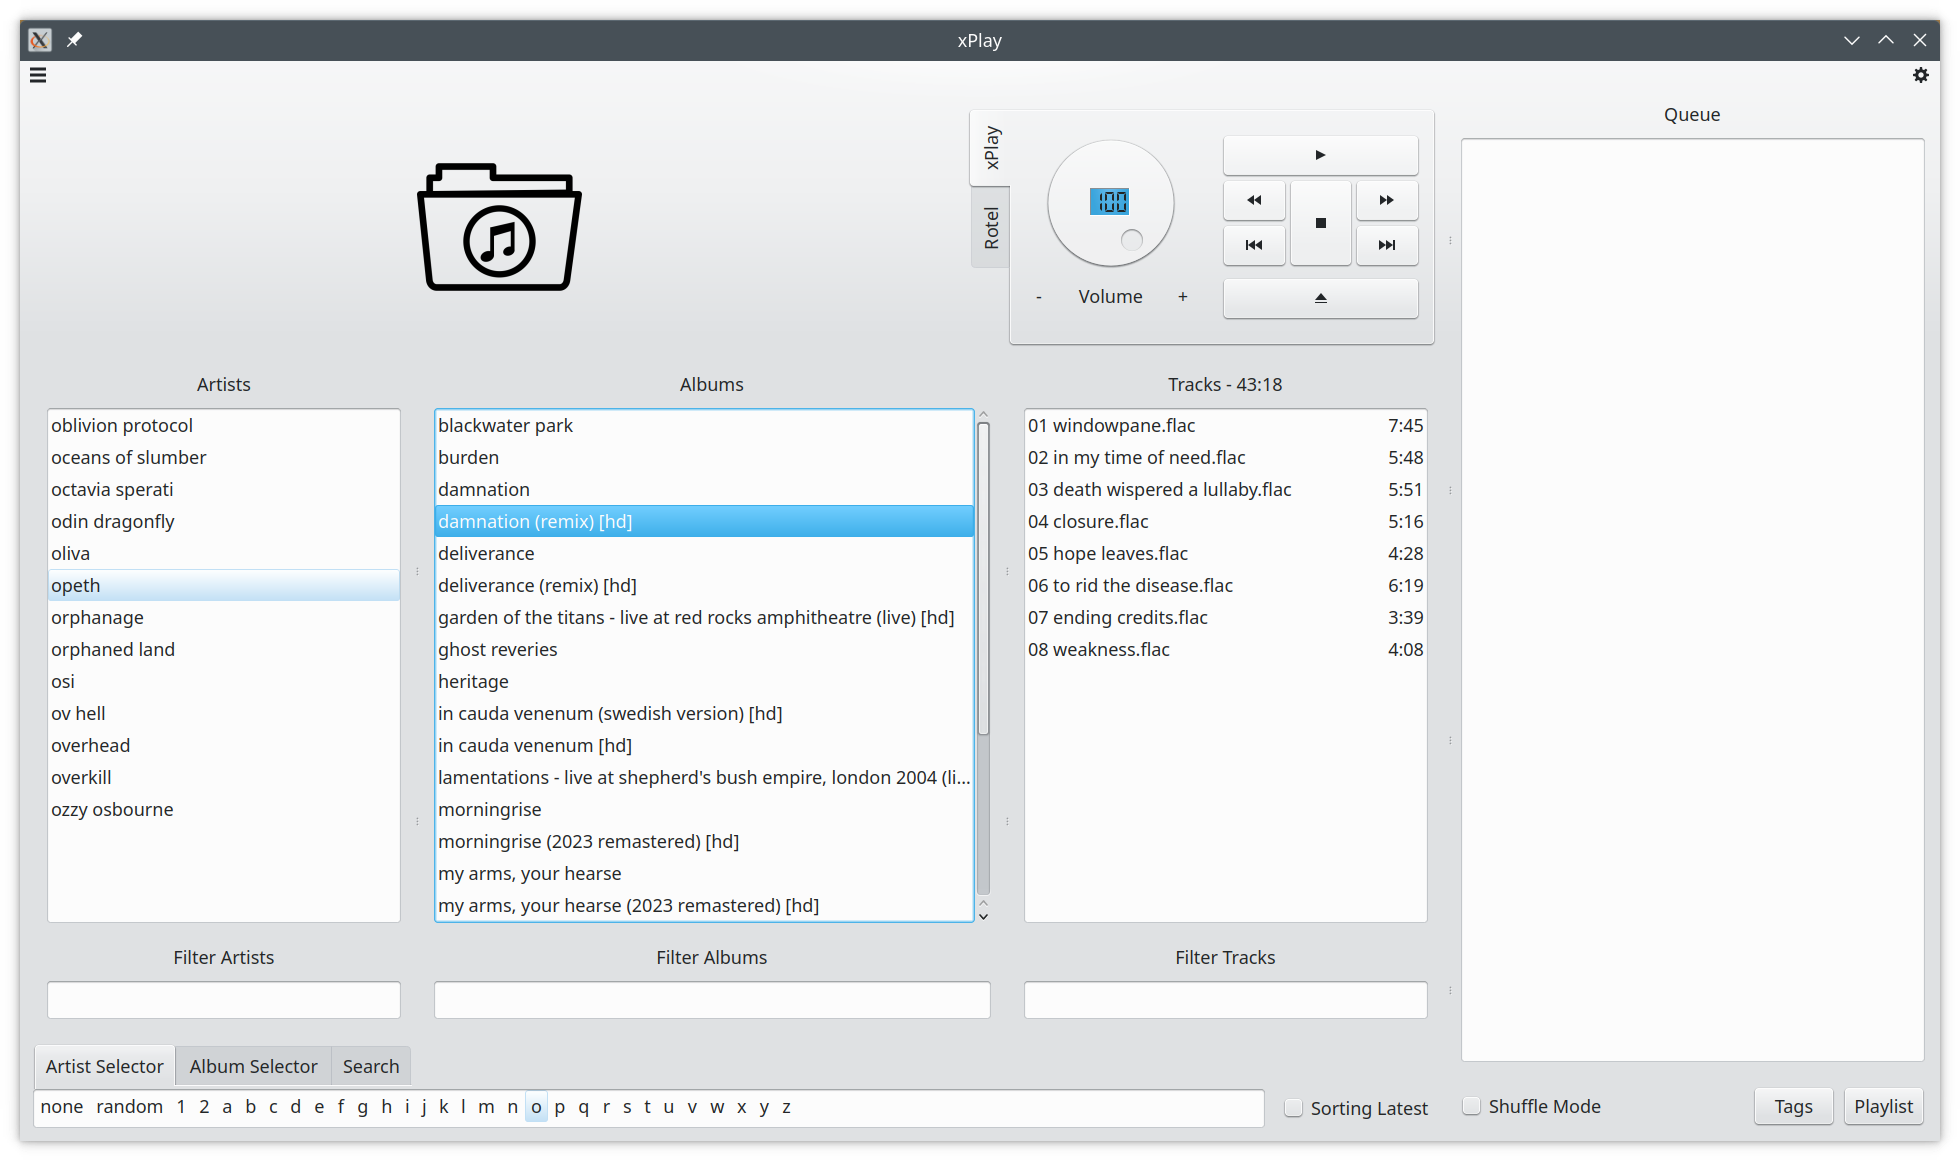 xPlay
Queue
xPlay
Rotel
100
- Volume +
Artists
oblivion protocol
oceans of slumber
octavia sperati
odin dragonfly
oliva
opeth
orphanage
orphaned land
osi
ov hell
overhead
overkill
ozzy osbourne
Albums
blackwater park
burden
damnation
damnation (remix) [hd]
deliverance
deliverance (remix) [hd]
garden of the titans - live at red rocks amphitheatre (live) [hd]
ghost reveries
heritage
in cauda venenum (swedish version) [hd]
in cauda venenum [hd]
lamentations - live at shepherd's bush empire, london 2004 (li...
morningrise
morningrise (2023 remastered) [hd]
my arms, your hearse
my arms, your hearse (2023 remastered) [hd]
Tracks - 43:18
01 windowpane.flac 7:45
02 in my time of need.flac 5:48
03 death wispered a lullaby.flac 5:51
04 closure.flac 5:16
05 hope leaves.flac 4:28
06 to rid the disease.flac 6:19
07 ending credits.flac 3:39
08 weakness.flac 4:08
Filter Artists
Filter Albums
Filter Tracks
Artist Selector Album Selector Search
none random 1 2 a b c d e f g h i j k l m n o p q r s t u v w x y z
Sorting Latest
Shuffle Mode
Tags
Playlist